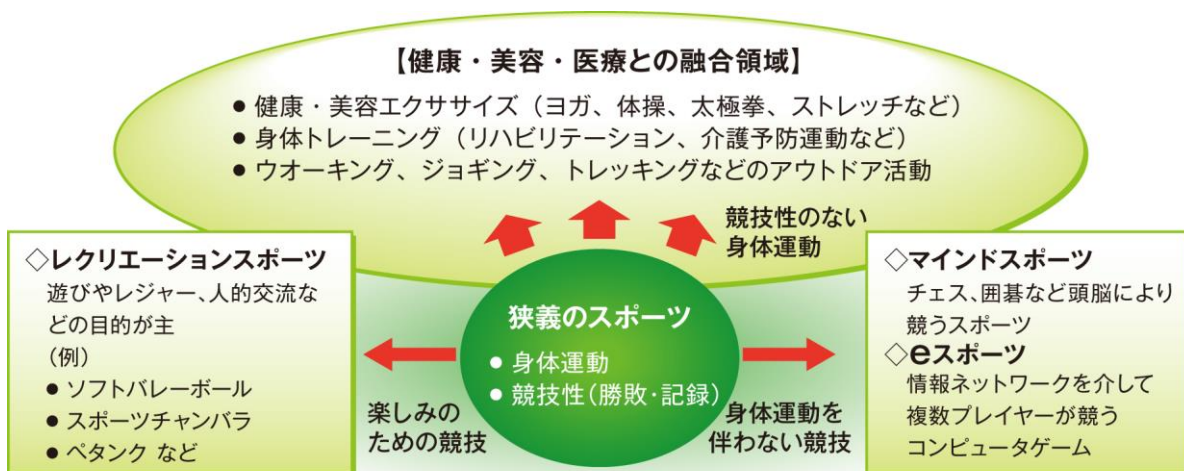 【健康・美容・医療との融合領域】
● 健康・美容エクササイズ（ヨガ、体操、太極拳、ストレッチなど）
● 身体トレーニング（リハビリテーション、介護予防運動など）
● ウオーキング、ジョギング、トレッキングなどのアウトドア活動
競技性のない
身体運動
◇レクリエーションスポーツ
遊びやレジャー、人的交流な
どの目的が主
（例）
● ソフトバレーボール
● スポーツチャンバラ
● ペタンク など
楽しみの
ための競技
狭義のスポーツ
● 身体運動
● 競技性（勝敗・記録）
身体運動を
伴わない競技
◇マインドスポーツ
チェス、囲碁など頭脳により
競うスポーツ
◇eスポーツ
情報ネットワークを介して
複数プレイヤーが競う
コンピュータゲーム